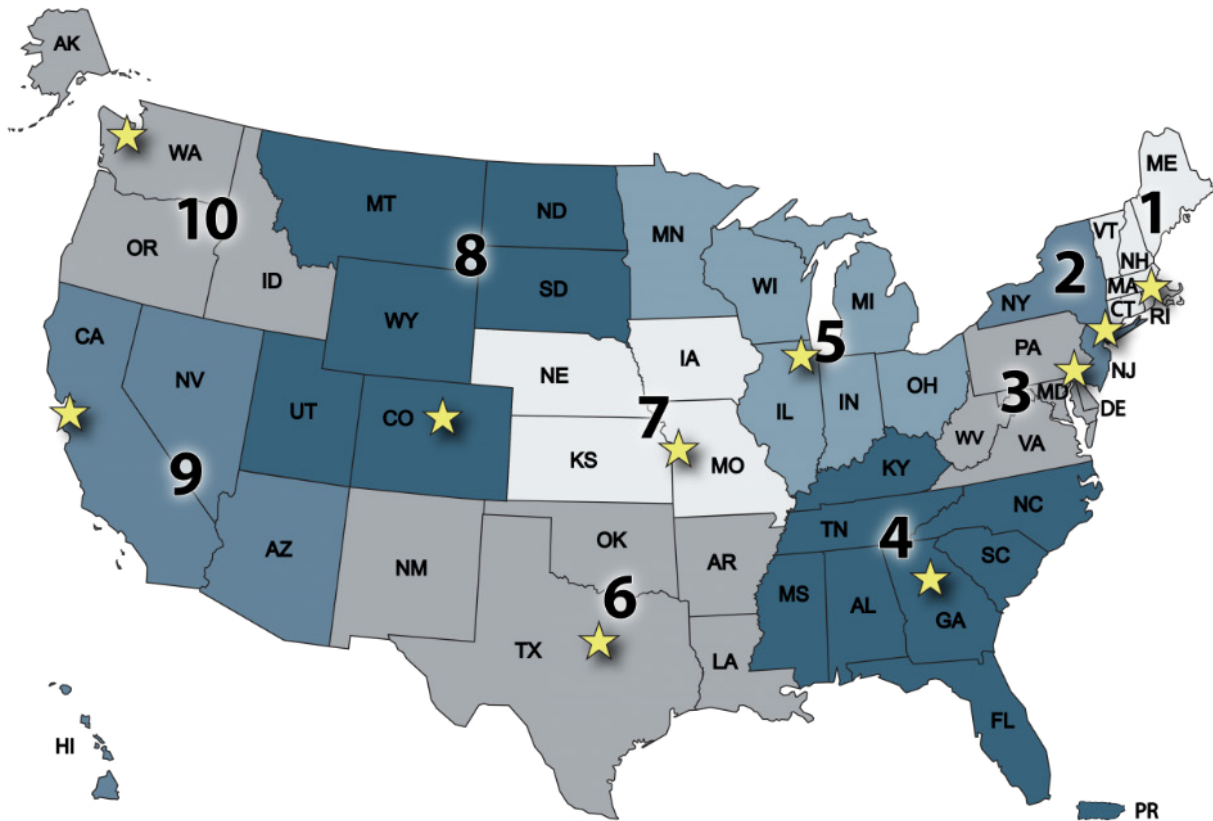 AK
WA
ME
MT
ND
VT
1
10
MN
OR
8
NH
2
ID
SD
WI
MI
MA
NY
CT
RI
WY
CA
5
PA
IA
NE
NJ
NV
OH
3
MD
UT
CO
7
IL
IN
DE
WV
VA
KS
MO
9
KY
NC
TN
4
AZ
OK
SC
NM
AR
6
MS
AL
GA
TX
LA
FL
HI
PR